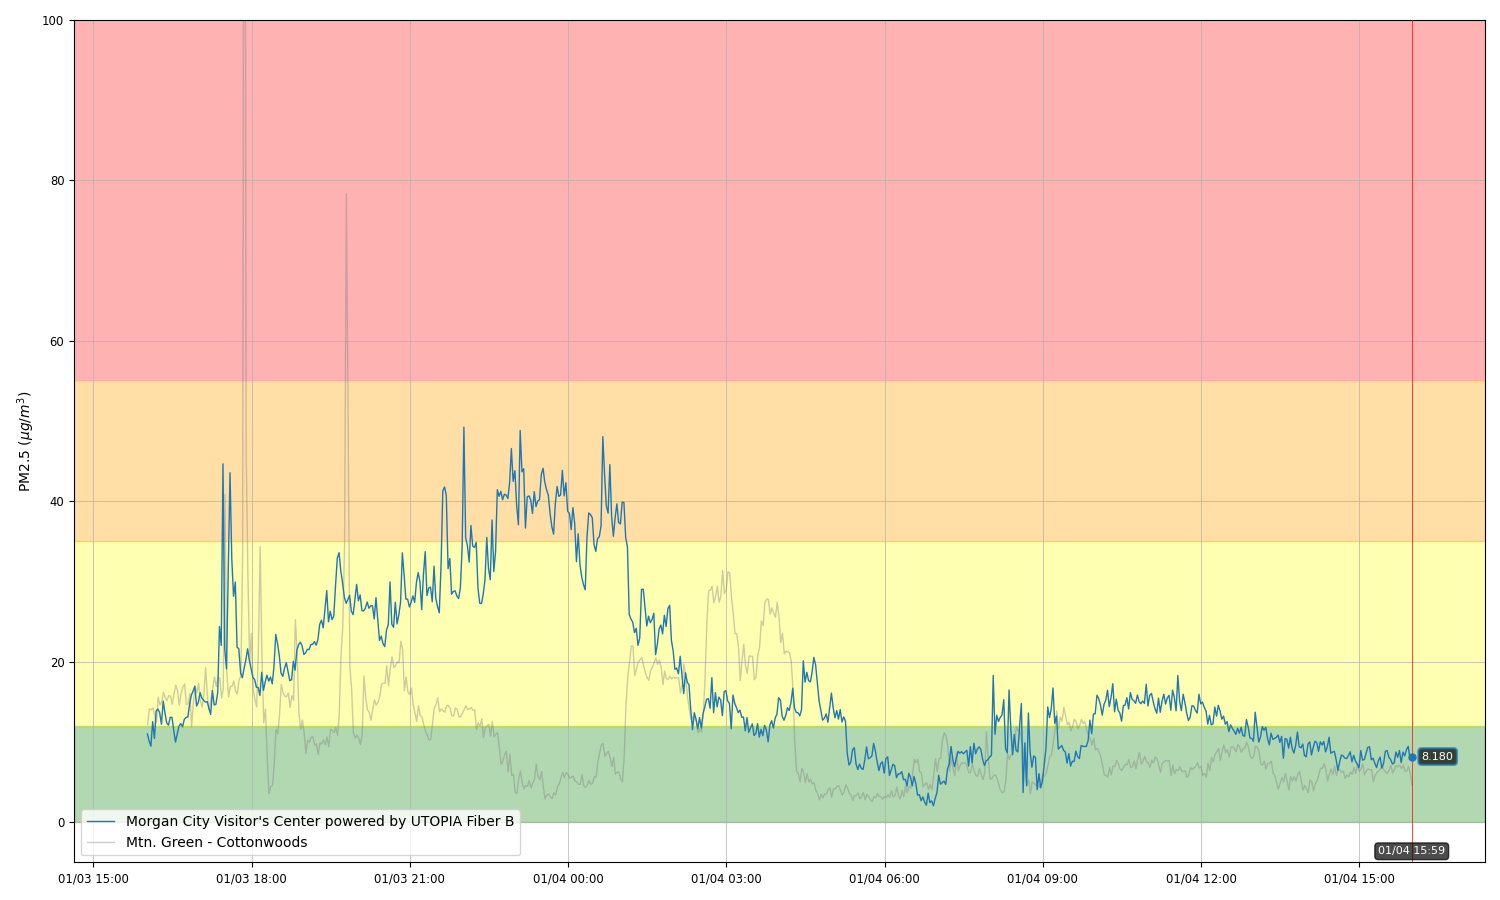 100
80
60
40
20
0
PM2.5 (μg/m³)
8.180
Morgan City Visitor's Center powered by UTOPIA Fiber B
Mtn. Green - Cottonwoods
01/04 15:59
01/03 15:00 01/03 18:00 01/03 21:00 01/04 00:00 01/04 03:00 01/04 06:00 01/04 09:00 01/04 12:00 01/04 15:00